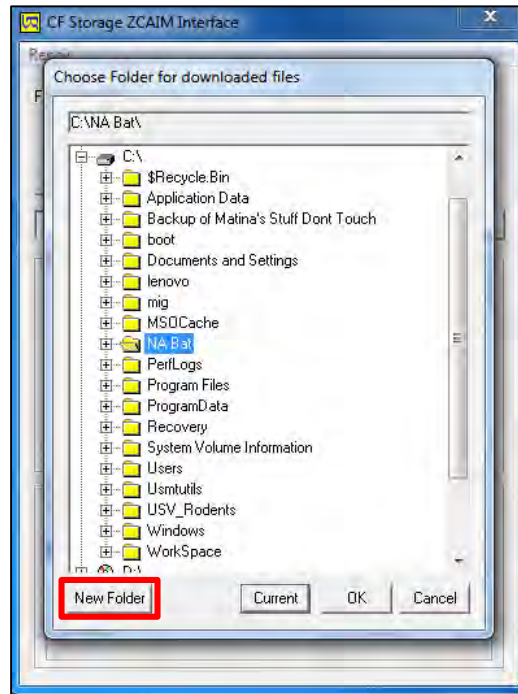 CF Storage ZCAIM Interface
Choose Folder for downloaded files
C:\NA Bat\
C:\
$Recycle.Bin
Application Data
Backup of Matina's Stuff Dont Touch
boot
Documents and Settings
lenovo
mig
MSOCache
NA Bat
PerfLogs
Program Files
ProgramData
Recovery
System Volume Information
Users
Usmtutils
USV_Rodents
Windows
WorkSpace
D:\
New Folder Current OK Cancel